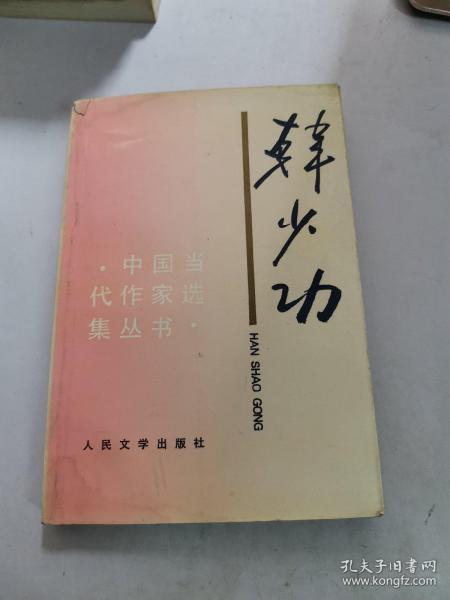 韩少功
HAN SHAO GONG
·中国当
代作家选
集丛书·
人民文学出版社
孔夫子旧书网
www.kongfz.com